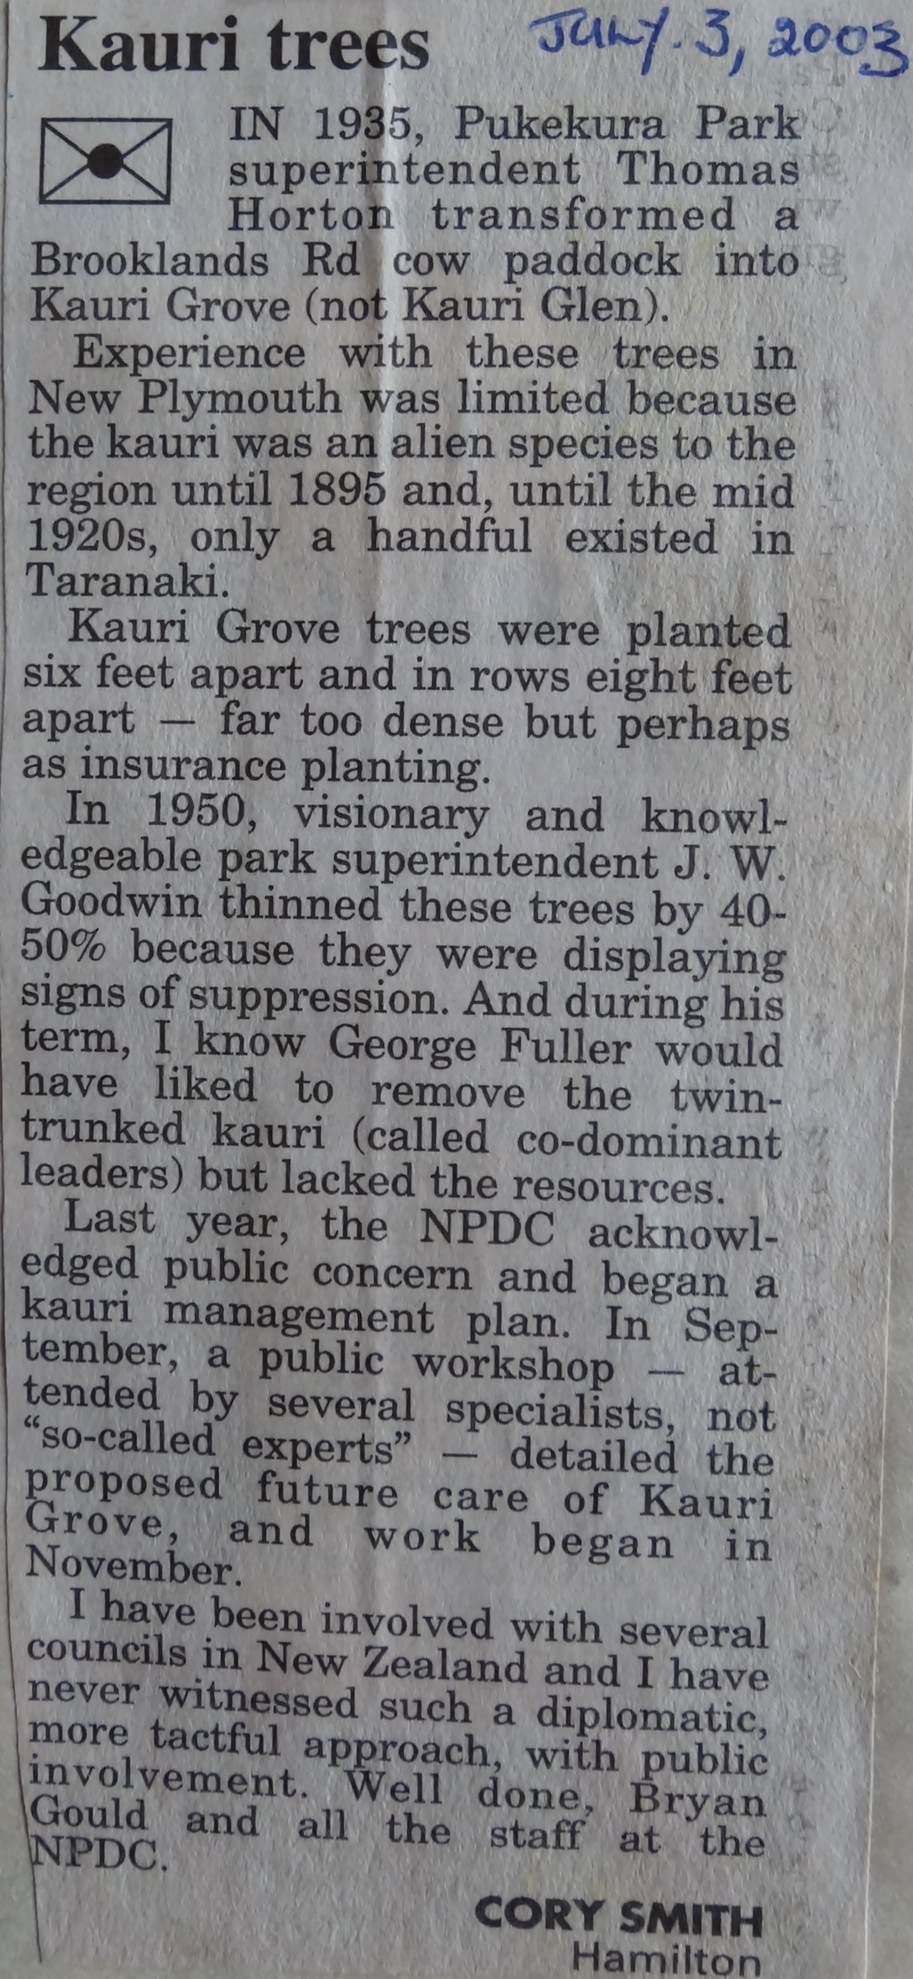 Kauri trees
JULY. 3, 2003
IN 1935, Pukekura Park
superintendent Thomas
Horton transformed a
Brooklands Rd cow paddock into
Kauri Grove (not Kauri Glen).
Experience with these trees in
New Plymouth was limited because
the kauri was an alien species to the
region until 1895 and, until the mid
1920s, only a handful existed in
Taranaki.
Kauri Grove trees were planted
six feet apart and in rows eight feet
apart — far too dense but perhaps
as insurance planting.
In 1950, visionary and knowl-
edgeable park superintendent J. W.
Goodwin thinned these trees by 40-
50% because they were displaying
signs of suppression. And during his
term, I know George Fuller would
have liked to remove the twin-
trunked kauri (called co-dominant
leaders) but lacked the resources.
Last year, the NPDC acknowl-
edged public concern and began a
kauri management plan. In Sep-
tember, a public workshop — at-
tended by several specialists, not
“so-called experts” — detailed the
proposed future care of Kauri
Grove, and work began in
November.
I have been involved with several
councils in New Zealand and I have
never witnessed such a diplomatic,
more tactful approach, with public
involvement. Well done, Bryan
Gould and all the staff at the
NPDC.
CORY SMITH
Hamilton